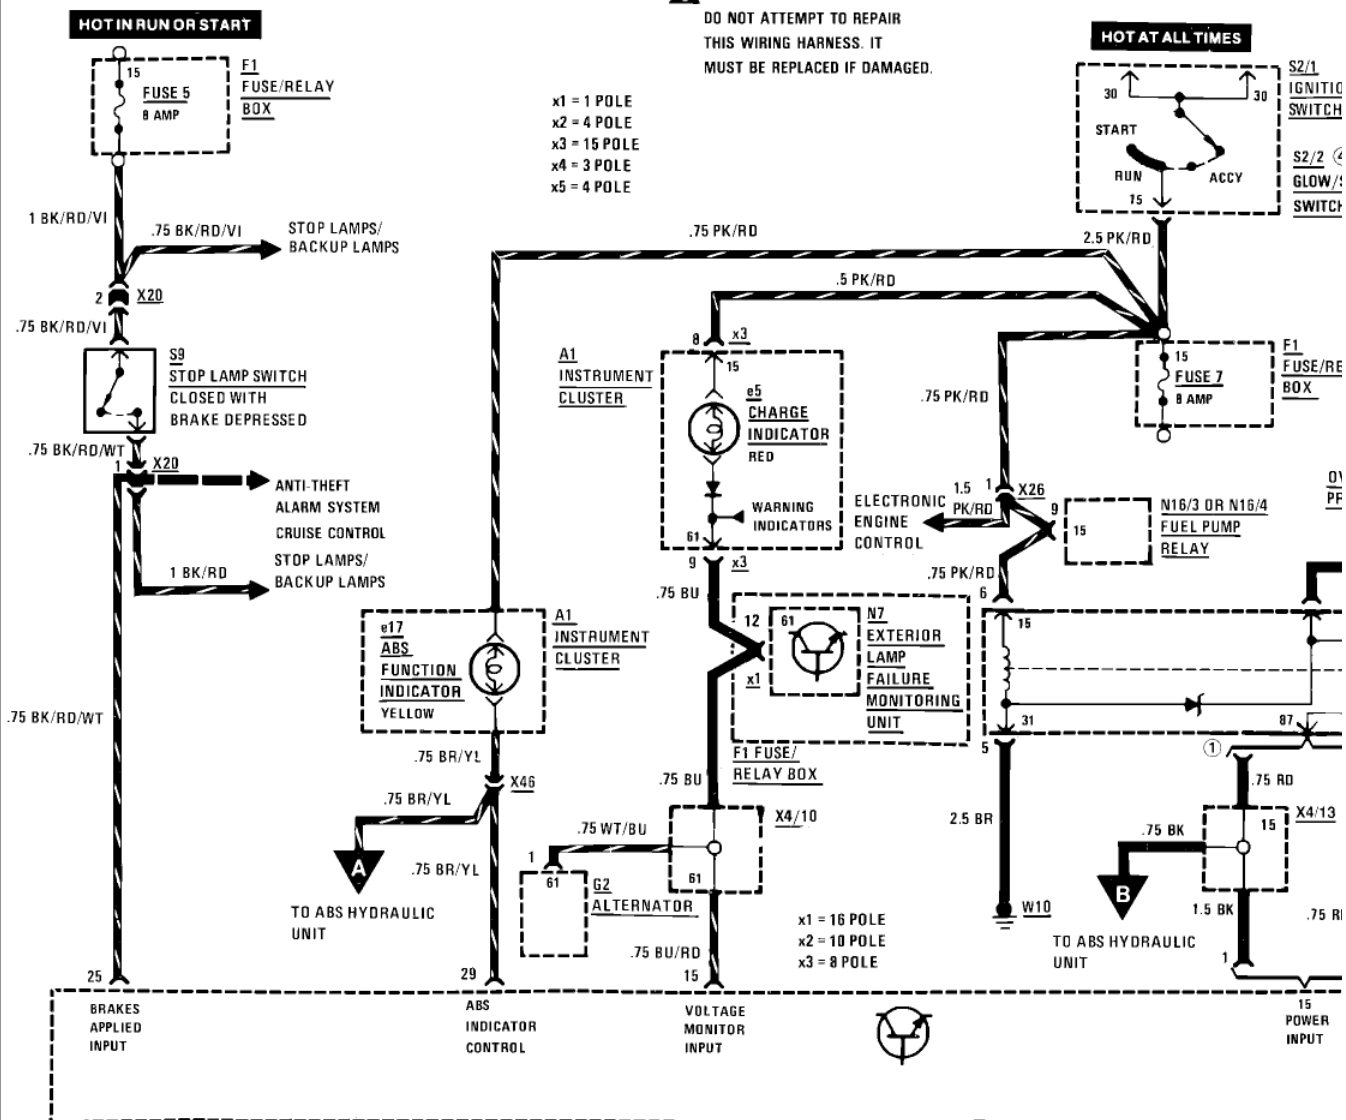 HOT IN RUN OR START
15
FUSE 5
8 AMP
F1
FUSE/RELAY
BOX
DO NOT ATTEMPT TO REPAIR
THIS WIRING HARNESS. IT
MUST BE REPLACED IF DAMAGED.
x1 = 1 POLE
x2 = 4 POLE
x3 = 15 POLE
x4 = 3 POLE
x5 = 4 POLE
HOT AT ALL TIMES
30
30
START
RUN
ACCY
15
S2/1
IGNITIO
SWITCH
S2/2 4
GLOW/S
SWITCH
1 BK/RD/VI
.75 BK/RD/VI
STOP LAMPS/
BACKUP LAMPS
2
X20
.75 BK/RD/VI
S9
STOP LAMP SWITCH
CLOSED WITH
BRAKE DEPRESSED
.75 BK/RD/WT
1
X20
ANTI-THEFT
ALARM SYSTEM
CRUISE CONTROL
1 BK/RD
STOP LAMPS/
BACKUP LAMPS
.75 BK/RD/WT
.75 PK/RD
2.5 PK/RD
.5 PK/RD
8
x3
A1
INSTRUMENT
CLUSTER
15
e5
CHARGE
INDICATOR
RED
WARNING
INDICATORS
61
9
x3
.75 BU
F1
FUSE/RE
BOX
15
FUSE 7
8 AMP
.75 PK/RD
1.5
PK/RD
1
X26
ELECTRONIC
ENGINE
CONTROL
9
15
N16/3 OR N16/4
FUEL PUMP
RELAY
OV
PR
.75 PK/RD
6
15
31
87
5
1
e17
ABS
FUNCTION
INDICATOR
YELLOW
A1
INSTRUMENT
CLUSTER
12
61
x1
N7
EXTERIOR
LAMP
FAILURE
MONITORING
UNIT
F1 FUSE/
RELAY BOX
.75 BR/YL
X46
.75 BR/YL
A
TO ABS HYDRAULIC
UNIT
.75 BR/YL
.75 BU
X4/10
.75 WT/BU
1
61
61
G2
ALTERNATOR
.75 BU/RD
x1 = 16 POLE
x2 = 10 POLE
x3 = 8 POLE
2.5 BR
W10
.75 RD
X4/13
15
.75 BK
B
TO ABS HYDRAULIC
UNIT
1.5 BK
.75 R
1
25
29
15
BRAKES
APPLIED
INPUT
ABS
INDICATOR
CONTROL
VOLTAGE
MONITOR
INPUT
15
POWER
INPUT